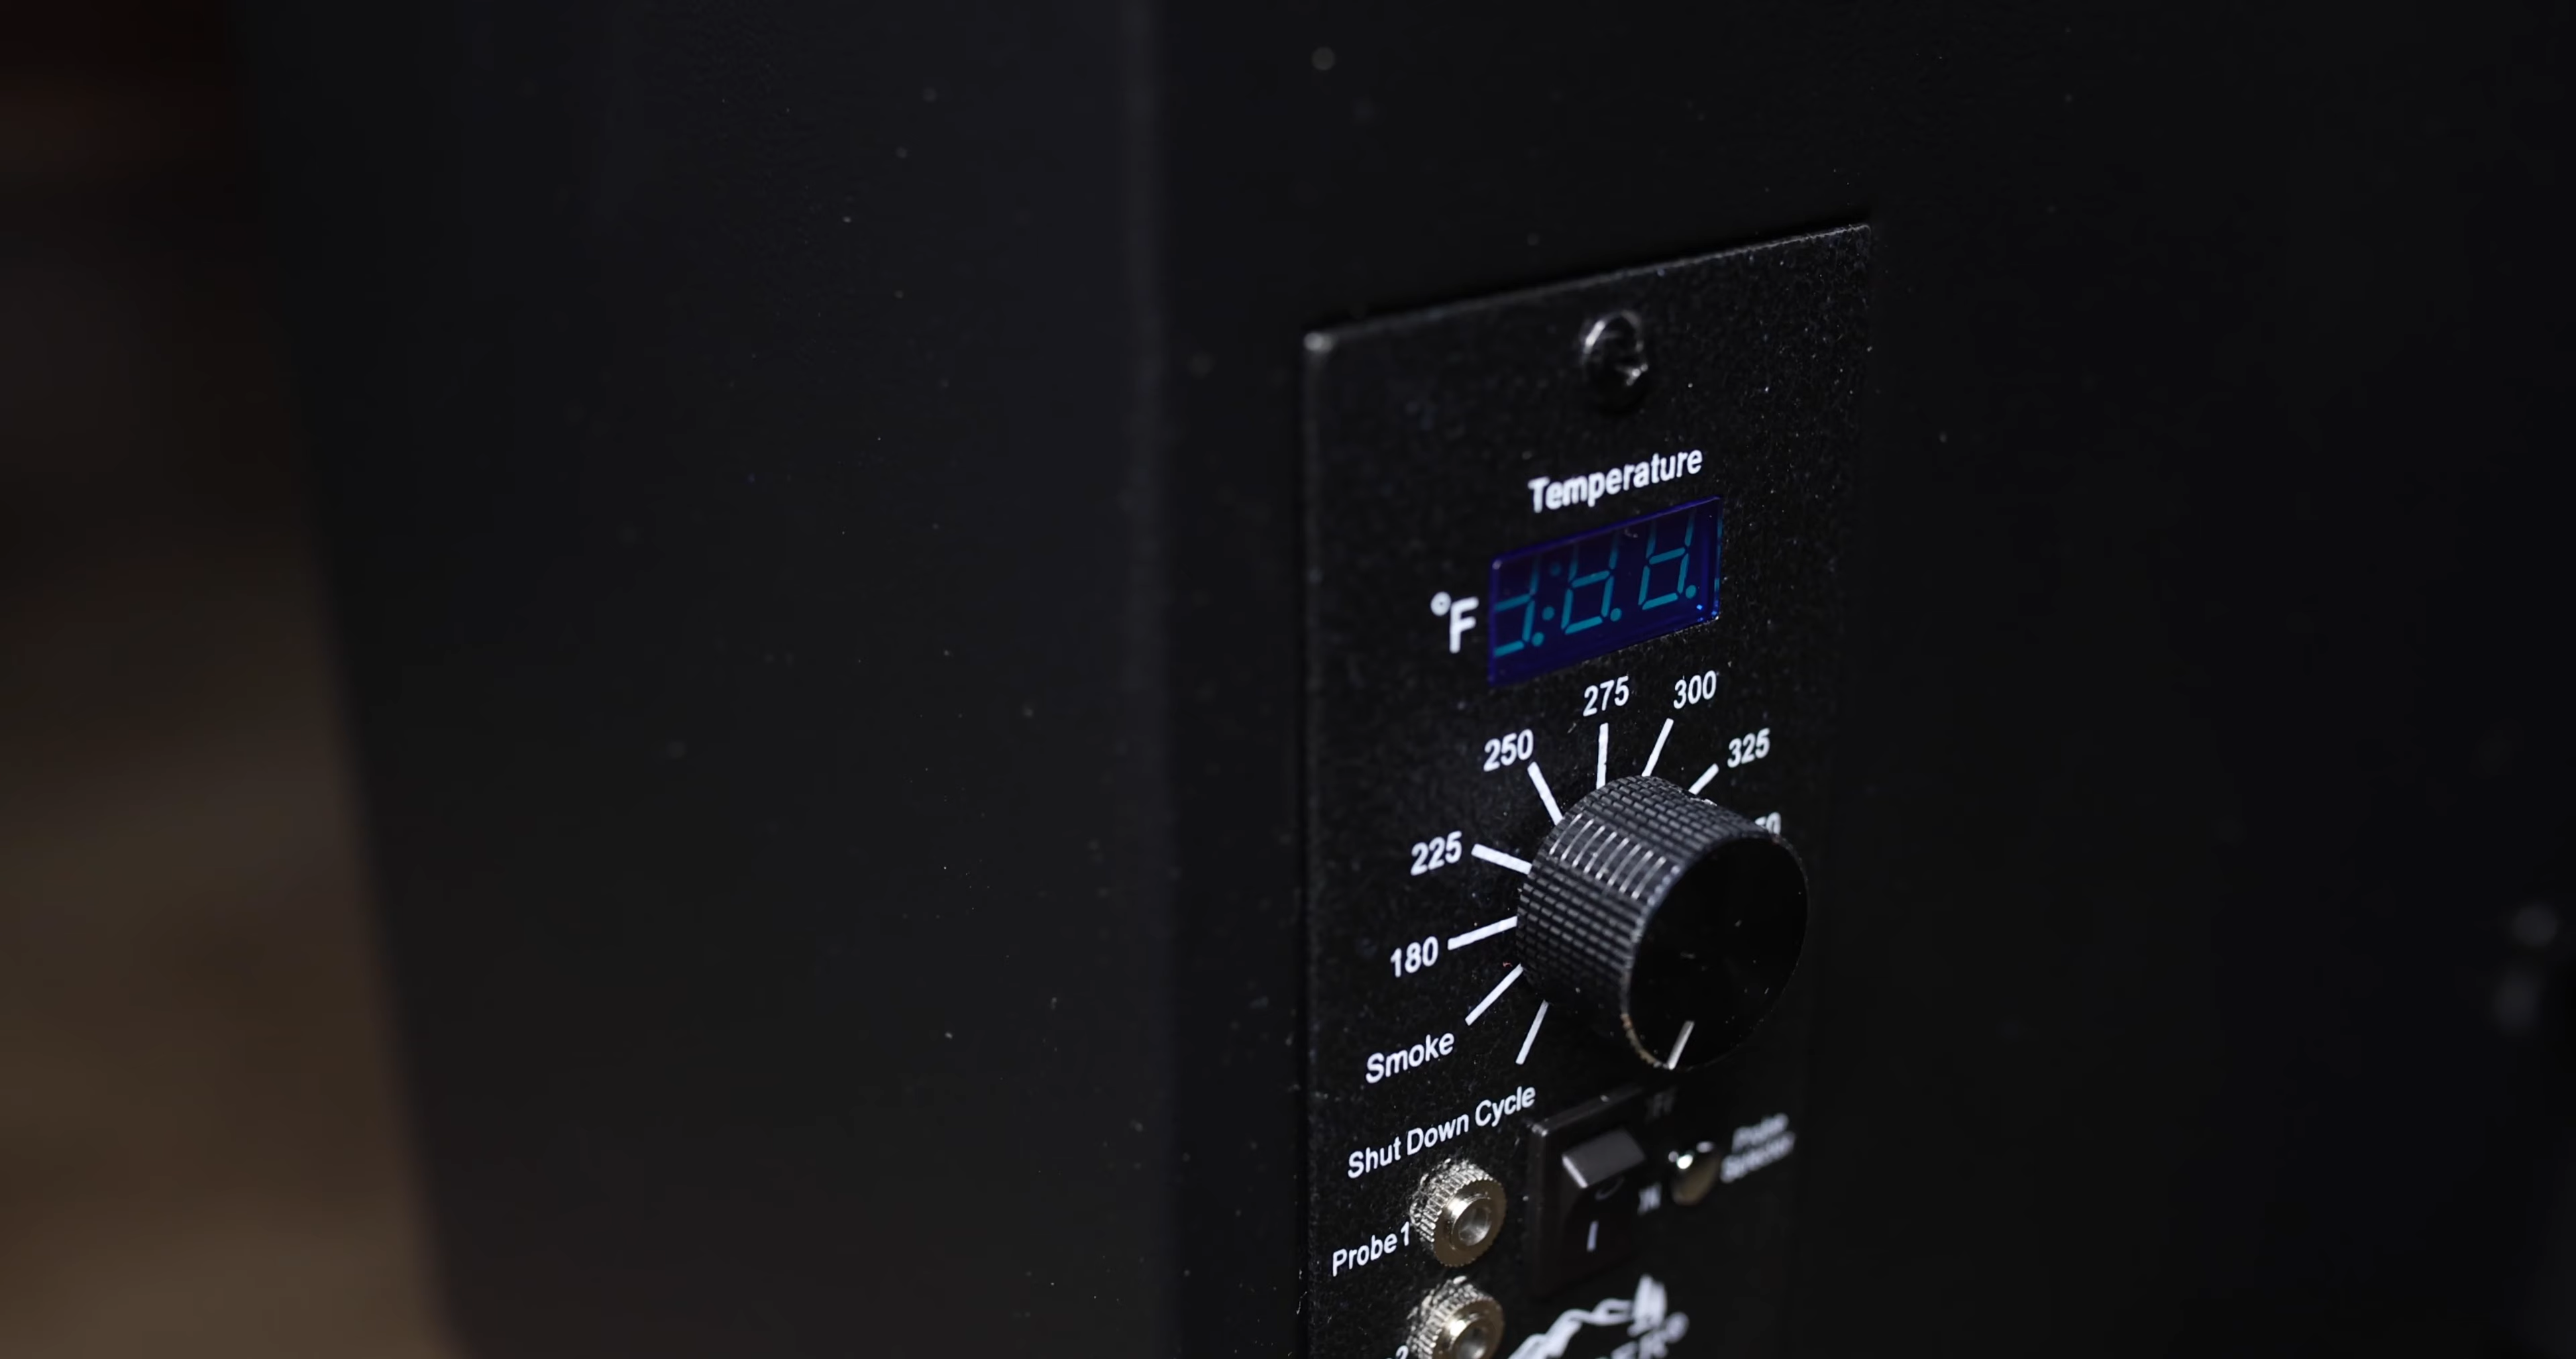 Temperature
°F
275
300
250
325
225
180
Smoke
Shut Down Cycle
Probe 1